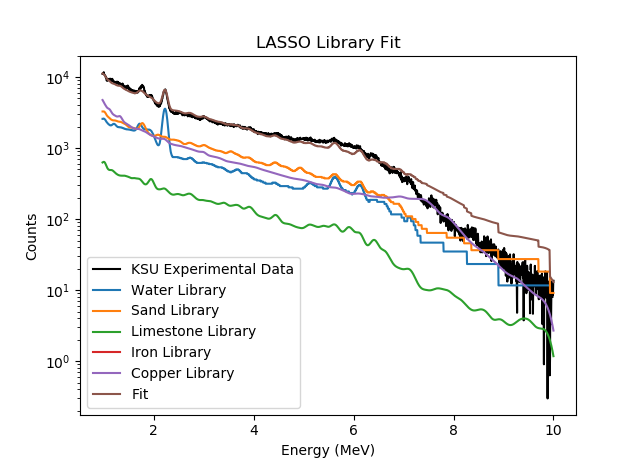 LASSO Library Fit
10⁴
10³
10²
10¹
10⁰
Counts
KSU Experimental Data
Water Library
Sand Library
Limestone Library
Iron Library
Copper Library
Fit
2 4 6 8 10
Energy (MeV)